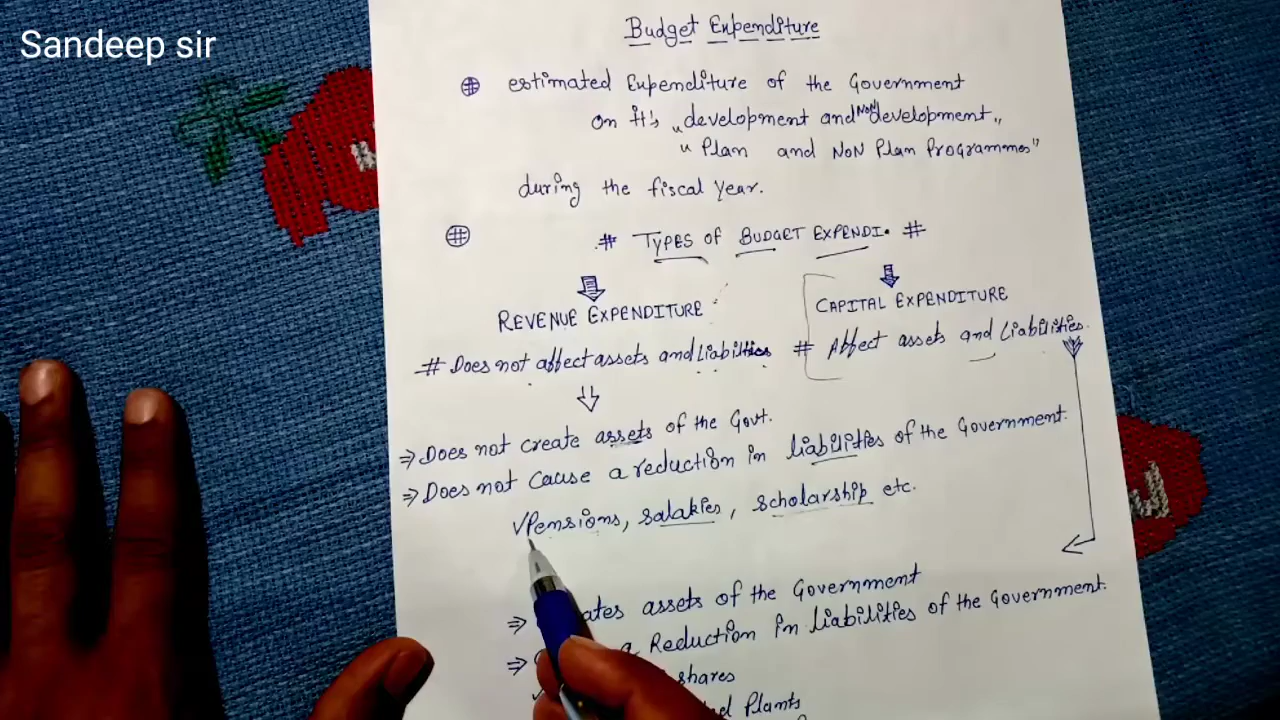 Sandeep sir
Budget Expenditure
estimated Expenditure of the Government
on it's "development and Non development"
" Plan and NON Plan Programmes"
during the fiscal year.
# TYPES of BUDGET EXPENDI. #
REVENUE EXPENDITURE
CAPITAL EXPENDITURE
# Does not affect assets and Liabilities
# Affect assets and Liabilities.
⇒ Does not create assets of the Govt.
⇒ Does not cause a reduction in liabilities of the Government.
✓Pensions, salaries, scholarship etc.
⇒ ates assets of the Government
⇒ a Reduction in liabilities of the Government.
shares
Plants